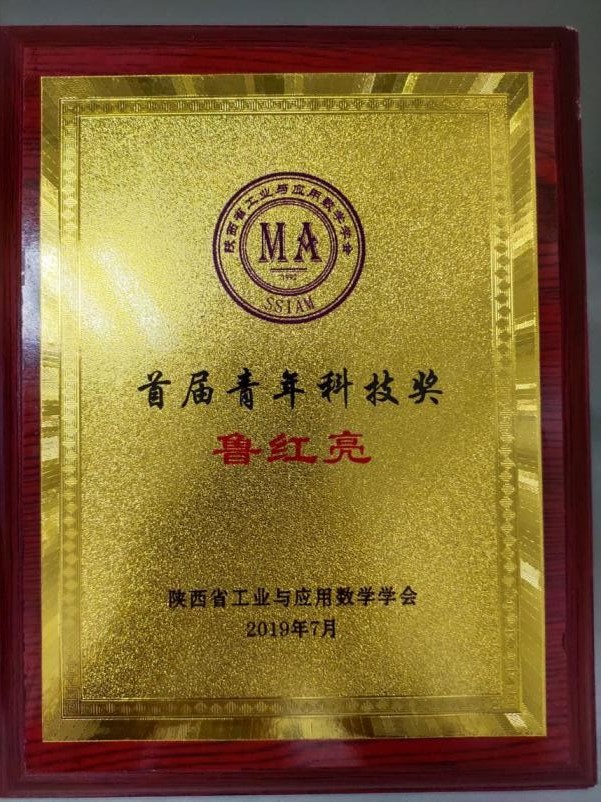 陕西省工业与应用数学学会
MA
1992
SSIAM
首届青年科技奖
鲁红亮
陕西省工业与应用数学学会
2019年7月